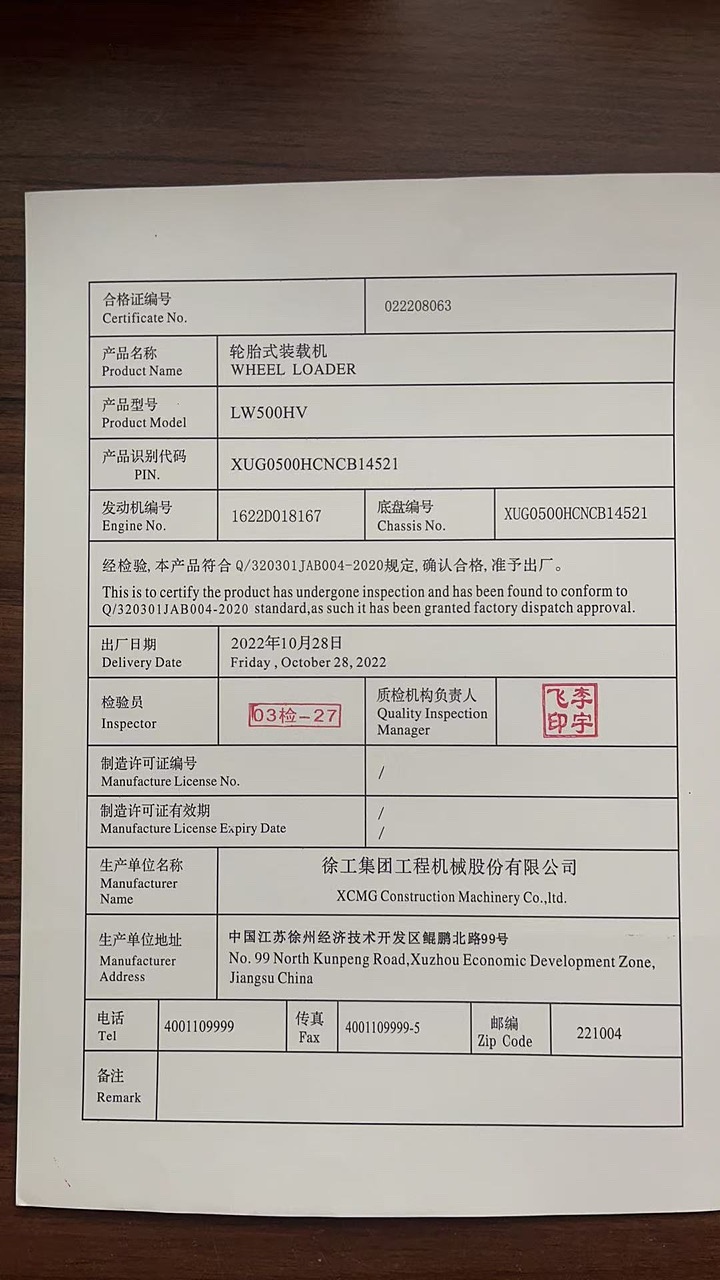 合格证编号
Certificate No.
022208063
产品名称
Product Name
轮胎式装载机
WHEEL LOADER
产品型号
Product Model
LW500HV
产品识别代码
PIN.
XUG0500HCNCB14521
发动机编号
Engine No.
1622D018167
底盘编号
Chassis No.
XUG0500HCNCB14521
经检验,本产品符合 Q/320301JAB004-2020规定,确认合格,准予出厂。
This is to certify the product has undergone inspection and has been found to conform to
Q/320301JAB004-2020 standard,as such it has been granted factory dispatch approval.
出厂日期
Delivery Date
2022年10月28日
Friday , October 28, 2022
检验员
Inspector
03检-27
质检机构负责人
Quality Inspection
Manager
李宇飞印
制造许可证编号
Manufacture License No.
/
制造许可证有效期
Manufacture License Expiry Date
/
/
生产单位名称
Manufacturer
Name
徐工集团工程机械股份有限公司
XCMG Construction Machinery Co.,ltd.
生产单位地址
Manufacturer
Address
中国江苏徐州经济技术开发区鲲鹏北路99号
No. 99 North Kunpeng Road,Xuzhou Economic Development Zone,
Jiangsu China
电话
Tel
4001109999
传真
Fax
4001109999-5
邮编
Zip Code
221004
备注
Remark